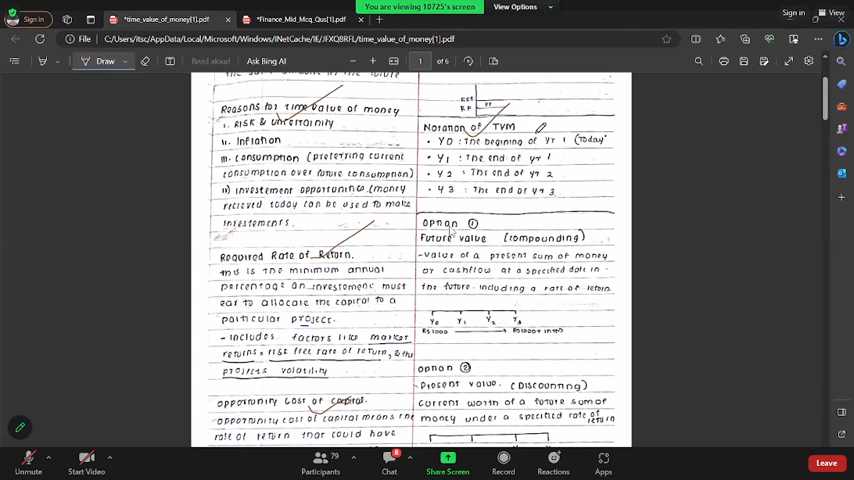 You are viewing 10725's screen
View Options
Sign in
*time_value_of_money[1].pdf
*Finance_Mid_Mcq_Qus[1].pdf
Sign in
View
File
C:/Users/itsc/AppData/Local/Microsoft/Windows/INetCache/IE/JFXQ8RFL/time_value_of_money[1].pdf
Draw
Read aloud
Ask Bing AI
1
of 6
Reasons for time value of money
I. Risk & uncertainity
II. Inflation
III. consumption [preferring current
consumption over future consumption)
II) investement opportunities (money
recieved today can be used to make
investements.
Required Rate of Return.
This is the minimum annual
percentage an investement must
ear to allocate the capital to a
particular project.
- Includes factors like market
returns, risk free rate of return, & the
projects volatility
opportunity cost of capital.
opportunity cost of capital means the
rate of return that could have
RF
Notation of TVM
• Y0 : The begining of Yr 1 (Today
• Y1 : The end of yr 1
• Y2 : The end of yr 2
• Y3 : The end of yr 3
Option 1
Future value (compounding)
- value of a present sum of money
or cashflow at a specified date in
the future including a rate of return
Y0 Y1 Y2 Y3
RS1000
OPTION 2
- Present value. (DISCOUNTING)
current worth of a future sum of
money under a specified rate of return
Unmute
Start Video
Participants
79
Chat
8
Share Screen
Record
Reactions
Apps
Leave